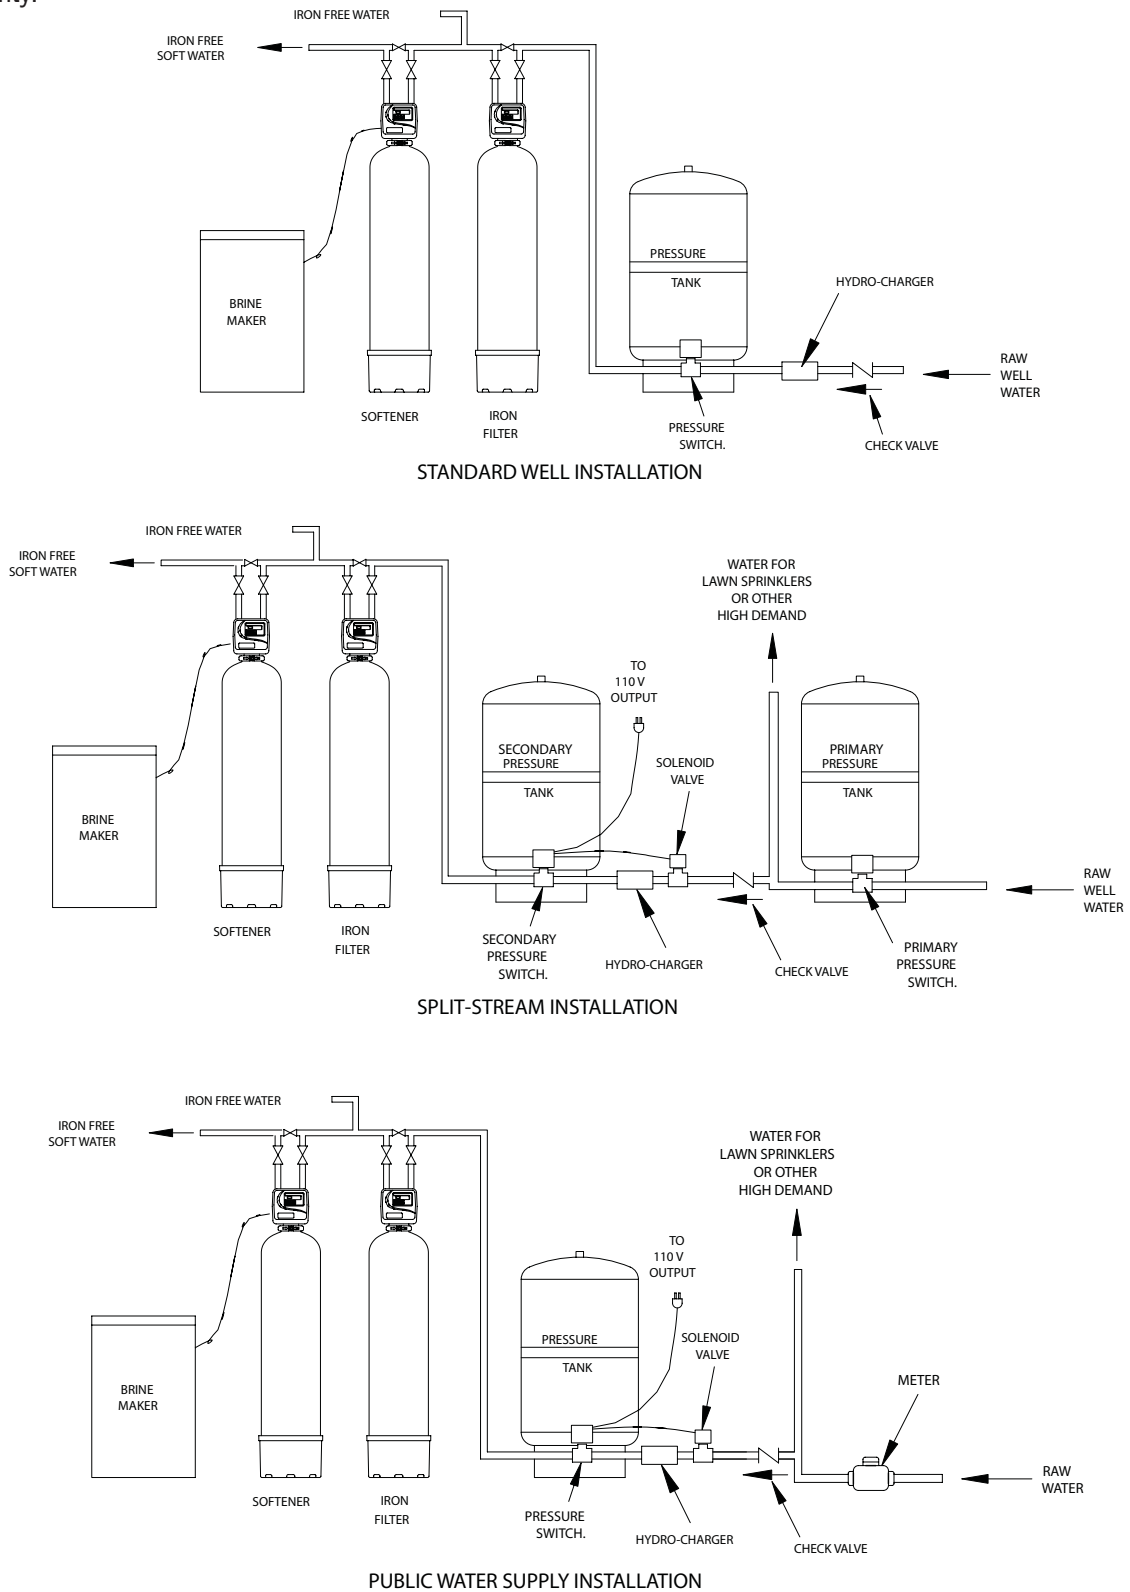 IRON FREE WATER
IRON FREE
SOFT WATER
PRESSURE
TANK
HYDRO-CHARGER
BRINE
MAKER
RAW
WELL
WATER
SOFTENER
IRON
FILTER
PRESSURE
SWITCH.
CHECK VALVE
STANDARD WELL INSTALLATION
IRON FREE WATER
IRON FREE
SOFT WATER
WATER FOR
LAWN SPRINKLERS
OR OTHER
HIGH DEMAND
TO
110 V
OUTPUT
SECONDARY
PRESSURE
TANK
SOLENOID
VALVE
PRIMARY
PRESSURE
TANK
BRINE
MAKER
RAW
WELL
WATER
SOFTENER
IRON
FILTER
SECONDARY
PRESSURE
SWITCH.
HYDRO-CHARGER
CHECK VALVE
PRIMARY
PRESSURE
SWITCH.
SPLIT-STREAM INSTALLATION
IRON FREE WATER
IRON FREE
SOFT WATER
WATER FOR
LAWN SPRINKLERS
OR OTHER
HIGH DEMAND
TO
110 V
OUTPUT
PRESSURE
TANK
SOLENOID
VALVE
METER
BRINE
MAKER
RAW
WATER
SOFTENER
IRON
FILTER
PRESSURE
SWITCH.
HYDRO-CHARGER
CHECK VALVE
PUBLIC WATER SUPPLY INSTALLATION